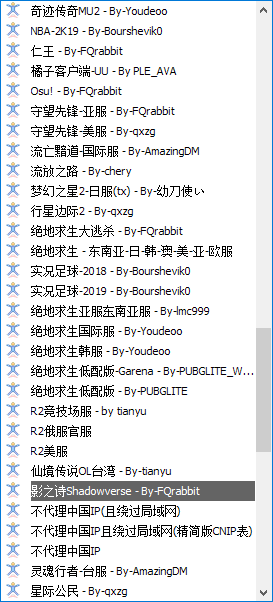 奇迹传奇MU2 - By-Youdeoo
NBA-2K19 - By-Bourshevik0
仁王 - By-FQrabbit
橘子客户端-UU - By PLE_AVA
Osu! - By-FQrabbit
守望先锋-亚服 - By-FQrabbit
守望先锋-美服 - By-qxzg
流亡黯道-国际服 - By-AmazingDM
流放之路 - By-chery
梦幻之星2-日服(tx) - By-幼刀使い
行星边际2 - By-qxzg
绝地求生大逃杀 - By-FQrabbit
绝地求生 - 东南亚-日-韩-澳-美-亚-欧服
实况足球-2018 - By-Bourshevik0
实况足球-2019 - By-Bourshevik0
绝地求生亚服东南亚服 - By-lmc999
绝地求生国际服 - By-Youdeoo
绝地求生韩服 - By-Youdeoo
绝地求生低配版-Garena - By-PUBGLITE_W...
绝地求生低配版 - By-PUBGLITE
R2竞技场服 - by tianyu
R2俄服官服
R2美服
仙境传说OL台湾 - By-tianyu
影之诗Shadowverse - By-FQrabbit
不代理中国IP(且绕过局域网)
不代理中国IP且绕过局域网(精简版CNIP表)
不代理中国IP
灵魂行者-台服 - By-AmazingDM
星际公民 - By-qxzg